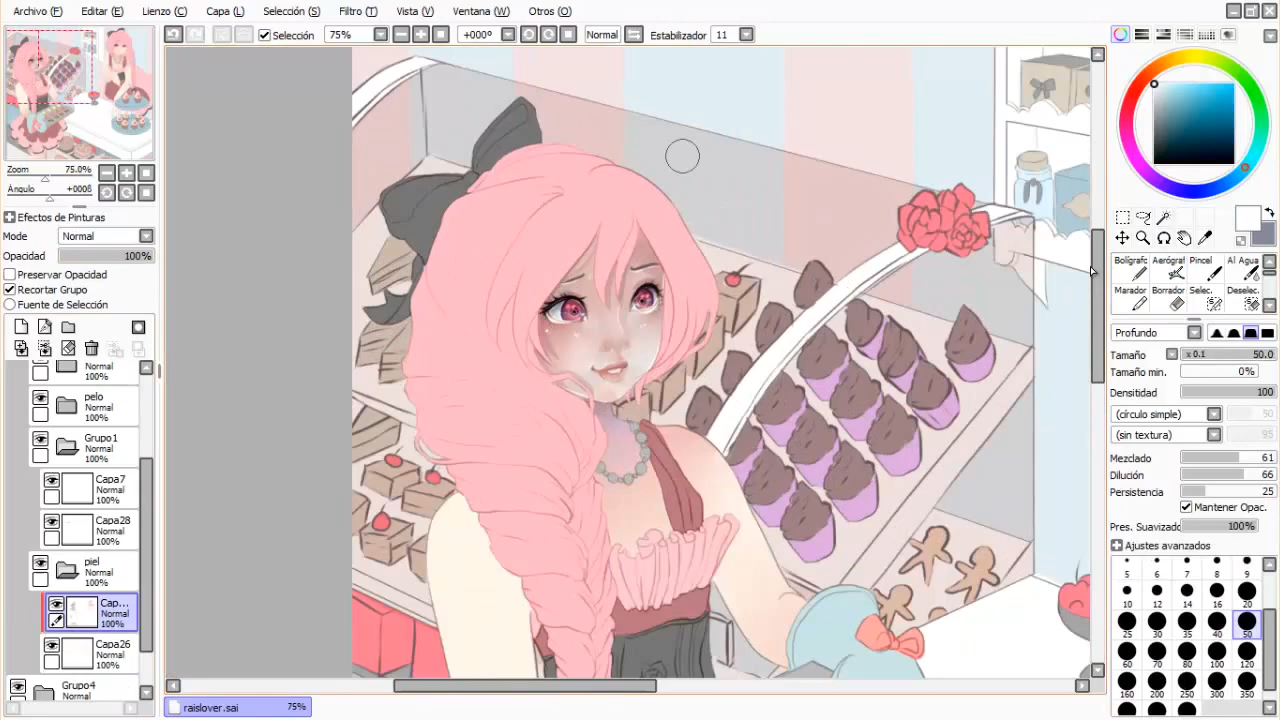 Archivo (F) Editar (E) Lienzo (C) Capa (L) Selección (S) Filtro (T) Vista (V) Ventana (W) Otros (O)
Selección 75% +000º Normal Estabilizador 11
Zoom 75.0%
Ángulo +000ß
Efectos de Pinturas
Modo Normal
Opacidad 100%
Preservar Opacidad
Recortar Grupo
Fuente de Selección
Normal
100%
pelo
Normal
100%
Grupo1
Normal
100%
Capa7
Normal
100%
Capa28
Normal
100%
piel
Normal
100%
Cap...
Normal
100%
Capa26
Normal
100%
Grupo4
Normal
raislover.sai 75%
Bolígrafo Aerógrafo Pincel Al Agua
Marador Borrador Selec. Deselec.
Profundo
Tamaño x 0.1 50.0
Tamaño min. 0%
Densitidad 100
(círculo simple) 50
(sin textura) 95
Mezclado 61
Dilución 66
Persistencia 25
Mantener Opac.
Pres. Suavizado 100%
Ajustes avanzados
5 6 7 8 9
10 12 14 16 20
25 30 35 40 50
60 70 80 100 120
160 200 250 300 350